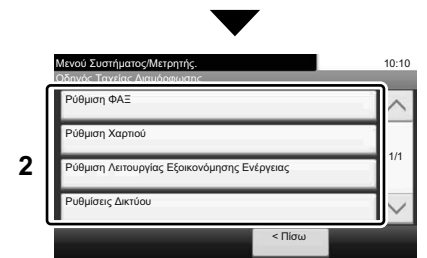 Μενού Συστήματος/Μετρητής.
10:10
Οδηγός Ταχείας Διαμόρφωσης
Ρύθμιση ΦΑΞ
Ρύθμιση Χαρτιού
1/1
2
Ρύθμιση Λειτουργίας Εξοικονόμησης Ενέργειας
Ρυθμίσεις Δικτύου
< Πίσω